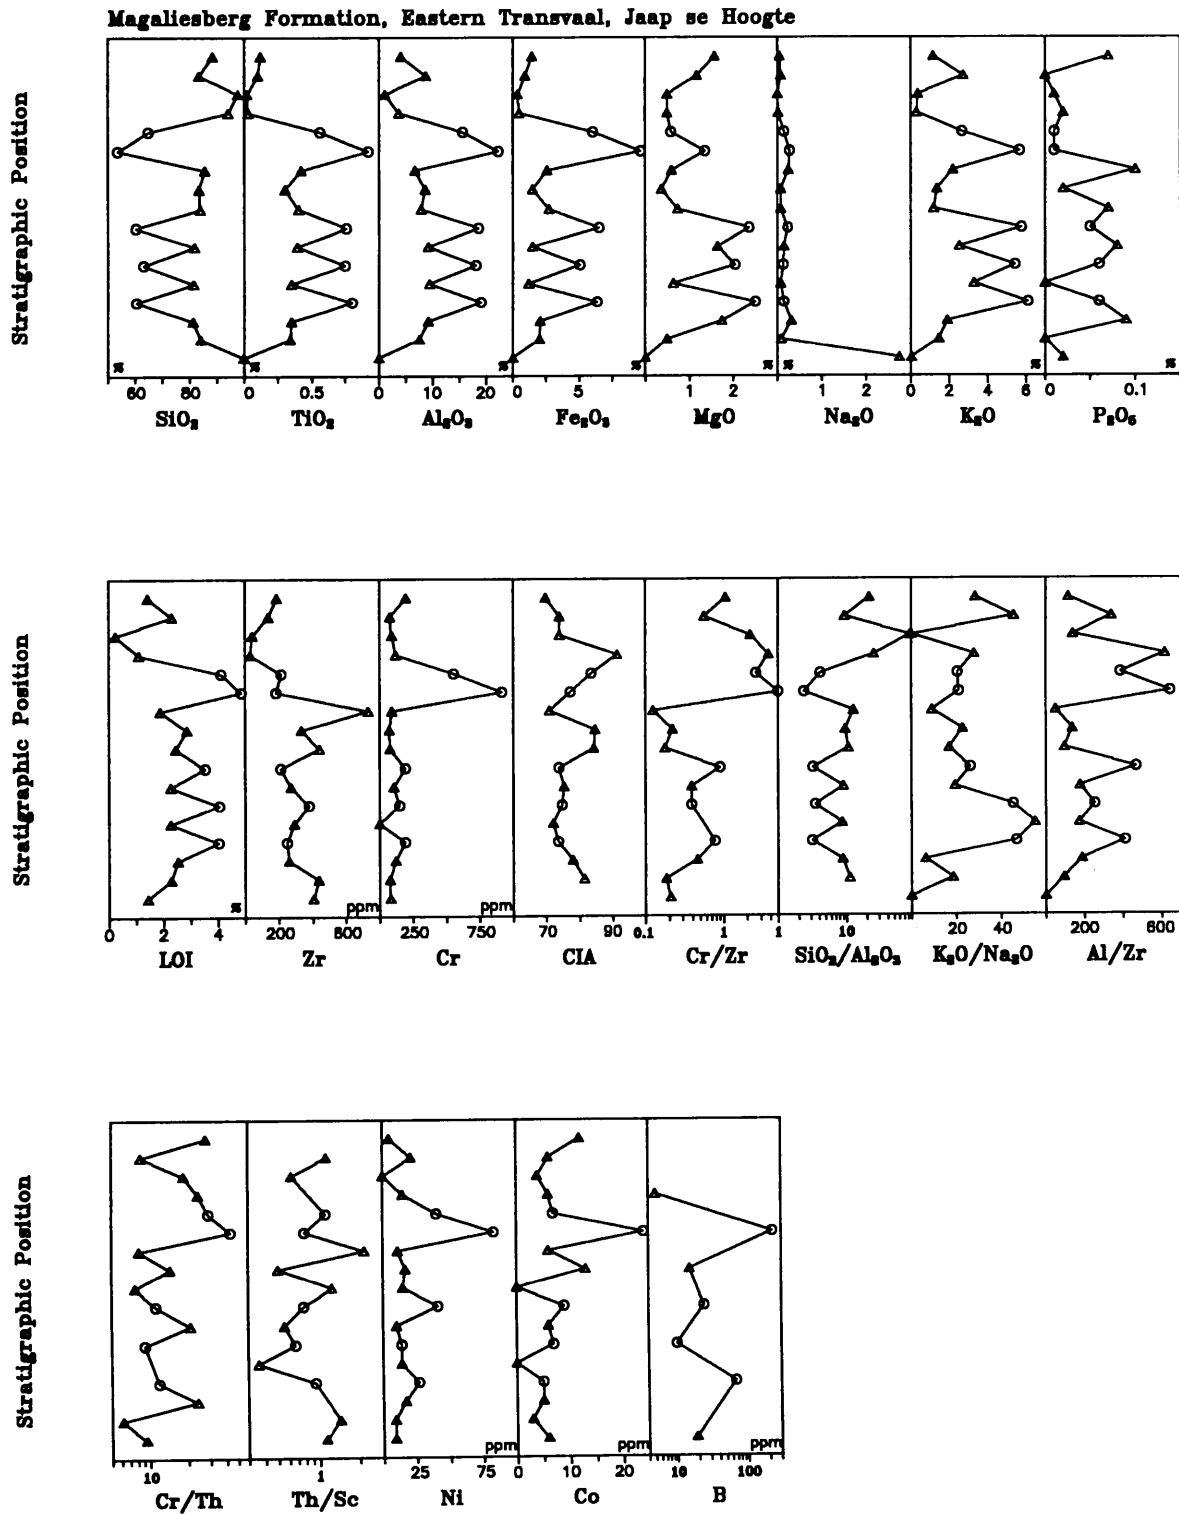 Magaliesberg Formation, Eastern Transvaal, Jaap se Hoogte
Stratigraphic Position
% % % % % % % %
60 80 0 0.5 0 10 20 5 1 2 1 2 0 2 4 6 0 0.1
SiO₂ TiO₂ Al₂O₃ Fe₂O₃ MgO Na₂O K₂O P₂O₅
Stratigraphic Position
% ppm ppm
0 2 4 200 600 250 750 70 90 0.1 1 1 10 20 40 200 600
LOI Zr Cr CIA Cr/Zr SiO₂/Al₂O₃ K₂O/Na₂O Al/Zr
Stratigraphic Position
ppm ppm ppm
10 1 25 75 0 10 20 10 100
Cr/Th Th/Sc Ni Co B